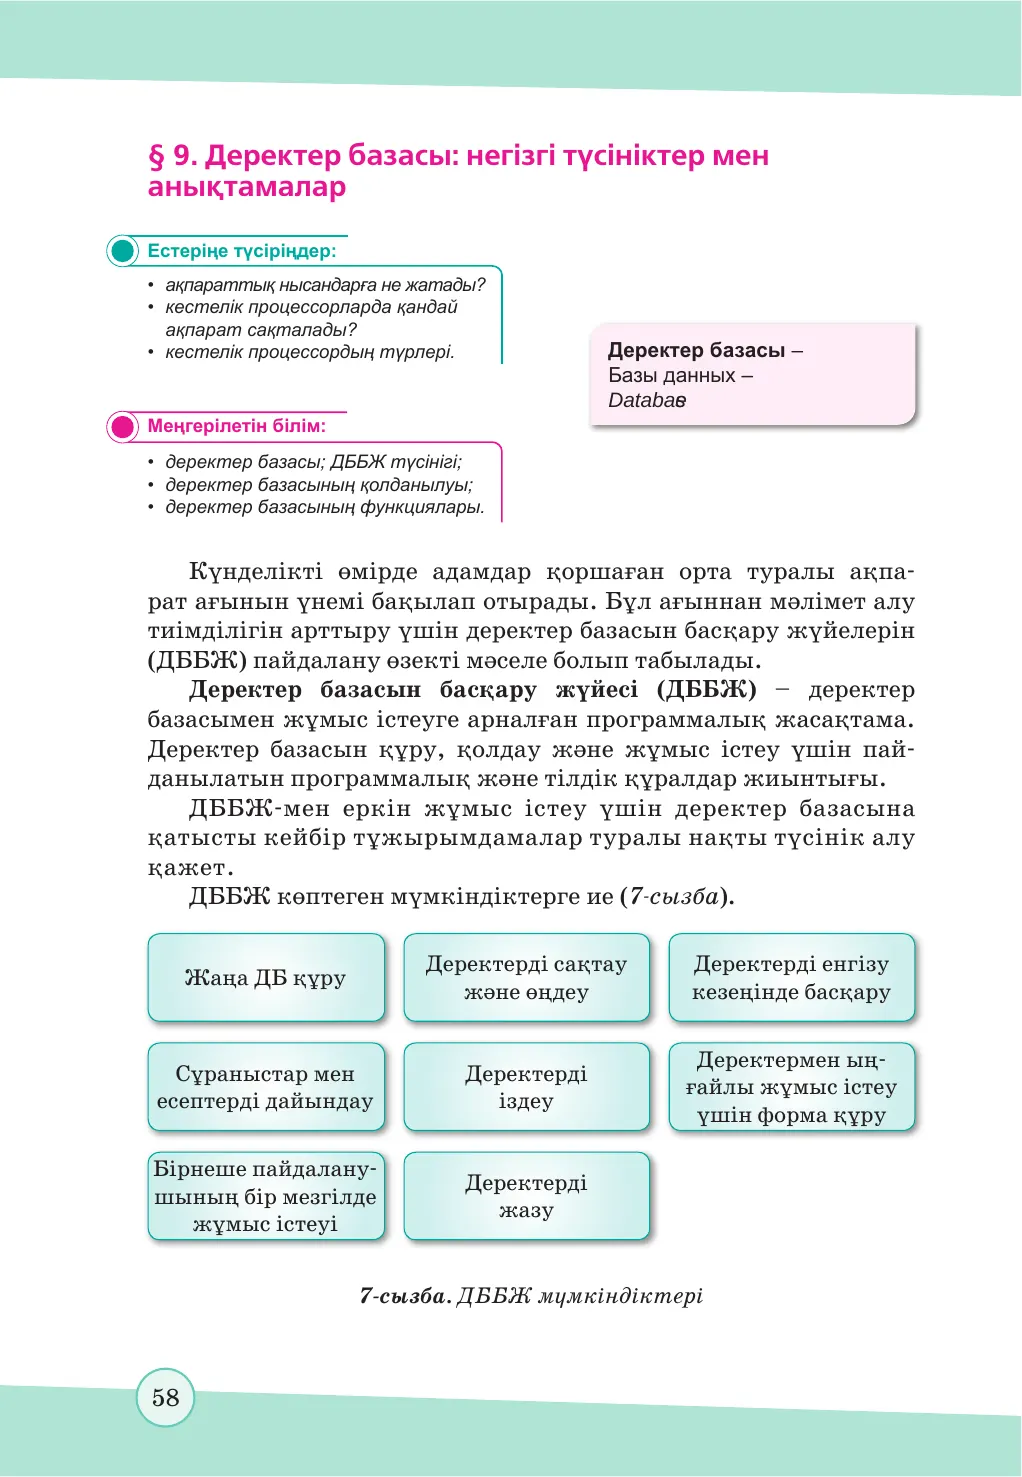 § 9. Деректер базасы: негізгі түсініктер мен
анықтамалар
Естеріңе түсіріңдер:
• ақпараттық нысандарға не жатады?
• кестелік процессорларда қандай
ақпарат сақталады?
• кестелік процессордың түрлері.
Деректер базасы –
Базы данных –
Database
Меңгерілетін білім:
• деректер базасы; ДББЖ түсінігі;
• деректер базасының қолданылуы;
• деректер базасының функциялары.
Күнделікті өмірде адамдар қоршаған орта туралы ақпа-
рат ағынын үнемі бақылап отырады. Бұл ағыннан мәлімет алу
тиімділігін арттыру үшін деректер базасын басқару жүйелерін
(ДББЖ) пайдалану өзекті мәселе болып табылады.
Деректер базасын басқару жүйесі (ДББЖ) – деректер
базасымен жұмыс істеуге арналған программалық жасақтама.
Деректер базасын құру, қолдау және жұмыс істеу үшін пай-
данылатын программалық және тілдік құралдар жиынтығы.
ДББЖ-мен еркін жұмыс істеу үшін деректер базасына
қатысты кейбір тұжырымдамалар туралы нақты түсінік алу
қажет.
ДББЖ көптеген мүмкіндіктерге ие (7-сызба).
Жаңа ДБ құру
Деректерді сақтау
және өңдеу
Деректерді енгізу
кезеңінде басқару
Сұраныстар мен
есептерді дайындау
Деректерді
іздеу
Деректермен ың-
ғайлы жұмыс істеу
үшін форма құру
Бірнеше пайдалану-
шының бір мезгілде
жұмыс істеуі
Деректерді
жазу
7-сызба. ДББЖ мүмкіндіктері
58